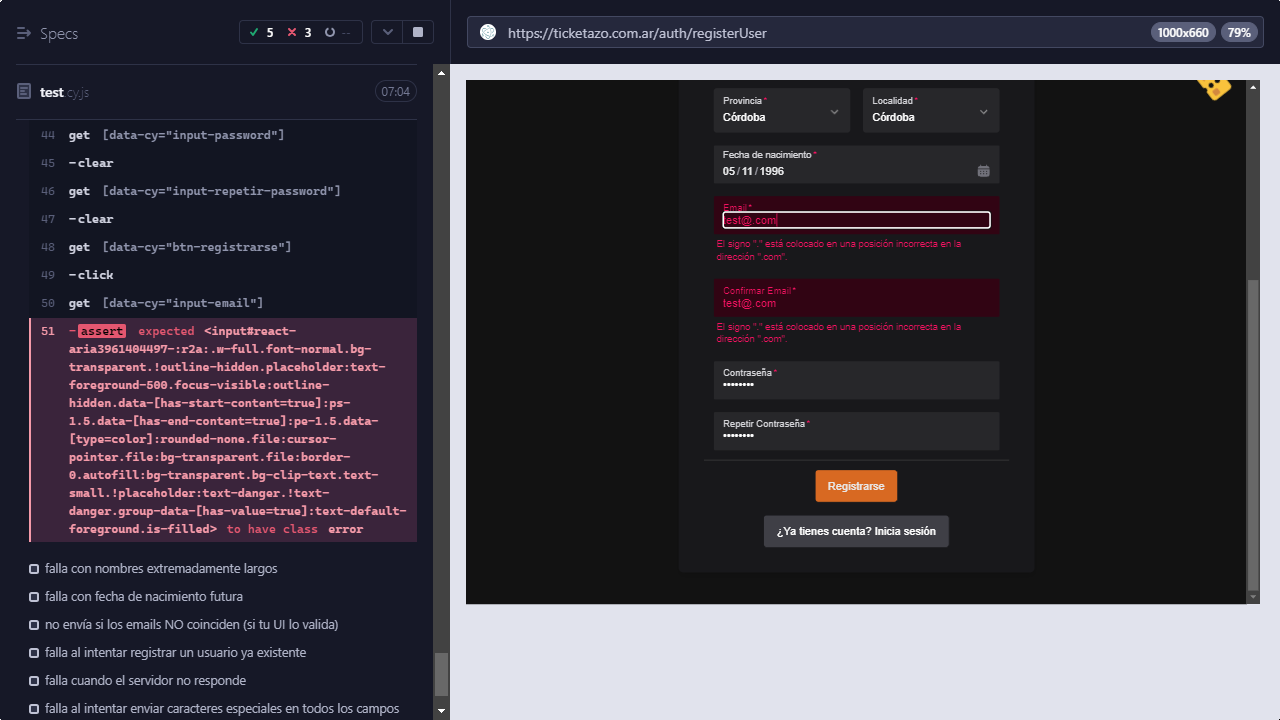 Specs
5 3 --
https://ticketazo.com.ar/auth/registerUser
1000x660 79%
test.cy.js 07:04
44 get [data-cy="input-password"]
45 -clear
46 get [data-cy="input-repetir-password"]
47 -clear
48 get [data-cy="btn-registrarse"]
49 -click
50 get [data-cy="input-email"]
51 -assert expected <input#react-
aria3961404497-:r2a:.w-full.font-normal.bg-
transparent.!outline-hidden.placeholder:text-
foreground-500.focus-visible:outline-
hidden.data-[has-start-content=true]:ps-
1.5.data-[has-end-content=true]:pe-1.5.data-
[type=color]:rounded-none.file:cursor-
pointer.file:bg-transparent.file:border-
0.autofill:bg-transparent.bg-clip-text.text-
small.!placeholder:text-danger.!text-
danger.group-data-[has-value=true]:text-default-
foreground.is-filled> to have class error
falla con nombres extremadamente largos
falla con fecha de nacimiento futura
no envía si los emails NO coinciden (si tu UI lo valida)
falla al intentar registrar un usuario ya existente
falla cuando el servidor no responde
falla al intentar enviar caracteres especiales en todos los campos
Provincia* Localidad*
Córdoba Córdoba
Fecha de nacimiento*
05/11/1996
Email*
test@.com
El signo "." está colocado en una posición incorrecta en la
dirección ".com".
Confirmar Email*
test@.com
El signo "." está colocado en una posición incorrecta en la
dirección ".com".
Contraseña*
••••••••
Repetir Contraseña*
••••••••
Registrarse
¿Ya tienes cuenta? Inicia sesión